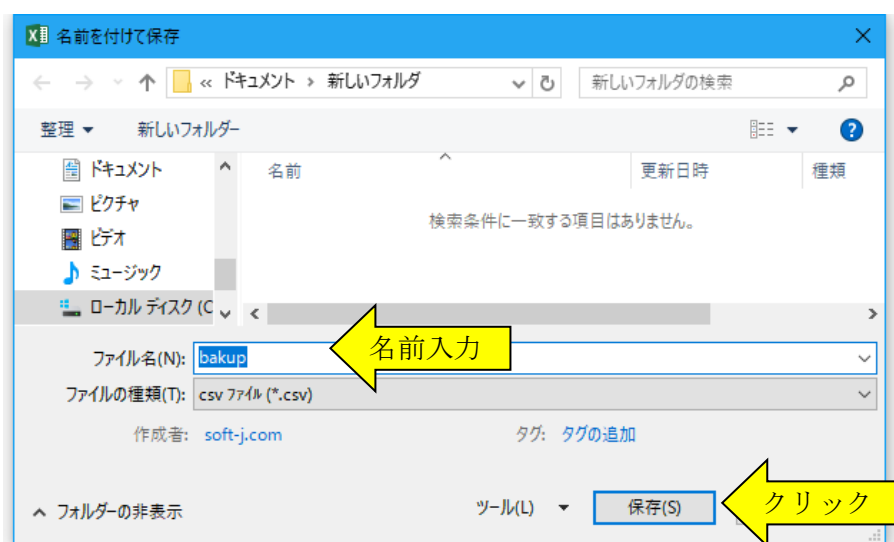 名前を付けて保存
« ドキュメント › 新しいフォルダ 新しいフォルダの検索
整理 新しいフォルダー
ドキュメント 名前 更新日時 種類
ピクチャ 検索条件に一致する項目はありません。
ビデオ
ミュージック
ローカル ディスク (C
名前入力
ファイル名(N): bakup
ファイルの種類(T): csv ファイル (*.csv)
作成者: soft-j.com タグ: タグの追加
フォルダーの非表示 ツール(L) 保存(S) クリック